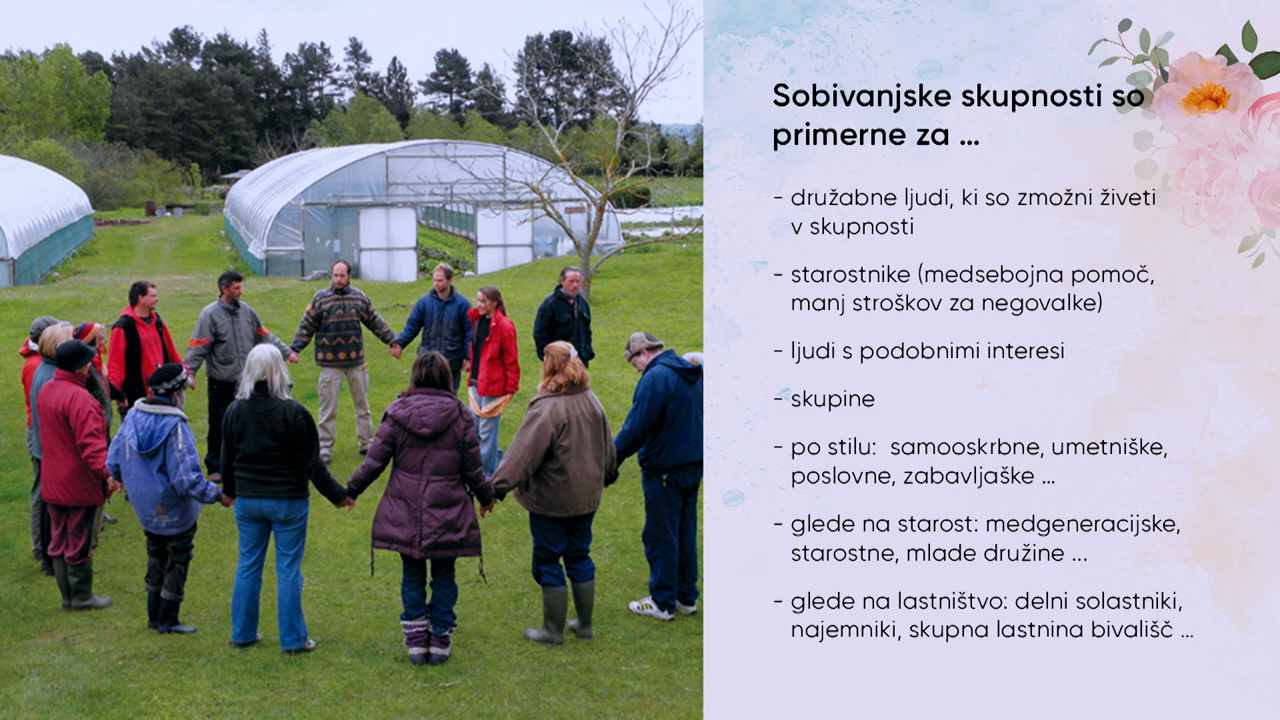 Sobivanjske skupnosti so
primerne za ...
- družabne ljudi, ki so zmožni živeti
v skupnosti
- starostnike (medsebojna pomoč,
manj stroškov za negovalke)
- ljudi s podobnimi interesi
- skupine
- po stilu:  samooskrbne, umetniške,
poslovne, zabavljaške ...
- glede na starost: medgeneracijske,
starostne, mlade družine ...
- glede na lastništvo: delni solastniki,
najemniki, skupna lastnina bivališč ...